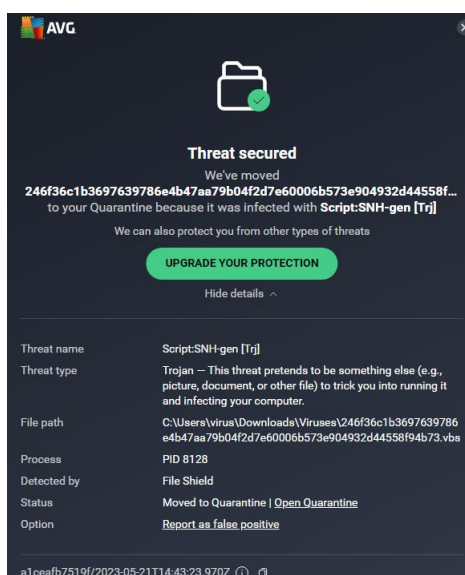 AVG
Threat secured
We've moved
246f36c1b3697639786e4b47aa79b04f2d7e60006b573e904932d44558f...
to your Quarantine because it was infected with Script:SNH-gen [Trj]
We can also protect you from other types of threats
UPGRADE YOUR PROTECTION
Hide details
Threat name Script:SNH-gen [Trj]
Threat type Trojan — This threat pretends to be something else (e.g.,
picture, document, or other file) to trick you into running it
and infecting your computer.
File path C:\Users\virus\Downloads\Viruses\246f36c1b3697639786
e4b47aa79b04f2d7e60006b573e904932d44558f94b73.vbs
Process PID 8128
Detected by File Shield
Status Moved to Quarantine | Open Quarantine
Option Report as false positive
a1ceafb7519f/2023-05-21T14:43:23.970Z